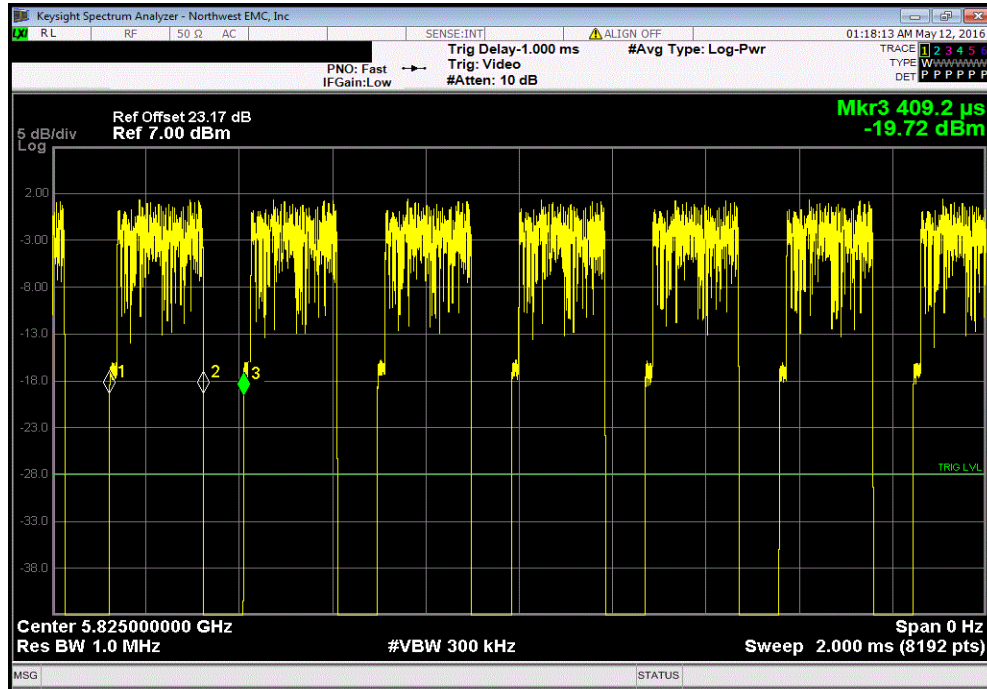 Keysight Spectrum Analyzer - Northwest EMC, Inc
LXI RL RF 50 Ω AC SENSE:INT ALIGN OFF 01:18:13 AM May 12, 2016
Trig Delay-1.000 ms #Avg Type: Log-Pwr TRACE 1 2 3 4 5 6
PNO: Fast Trig: Video TYPE WWWWWW
IFGain:Low #Atten: 10 dB DET P P P P P P
Mkr3 409.2 µs
-19.72 dBm
Ref Offset 23.17 dB
5 dB/div Ref 7.00 dBm
Log
2.00
-3.00
-8.00
-13.0
1 2 3
-18.0
-23.0
-28.0 TRIG LVL
-33.0
-38.0
Center 5.825000000 GHz Span 0 Hz
Res BW 1.0 MHz #VBW 300 kHz Sweep 2.000 ms (8192 pts)
MSG STATUS